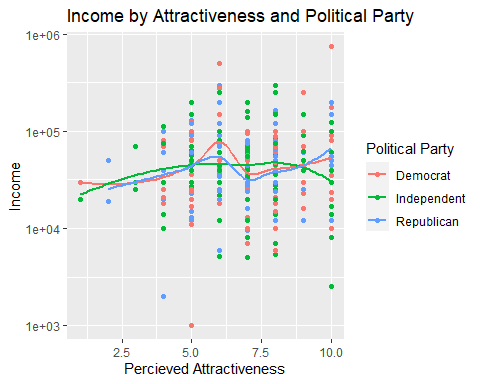 Income by Attractiveness and Political Party
1e+06
1e+05
1e+04
1e+03
Income
2.5 5.0 7.5 10.0
Percieved Attractiveness
Political Party
Democrat
Independent
Republican